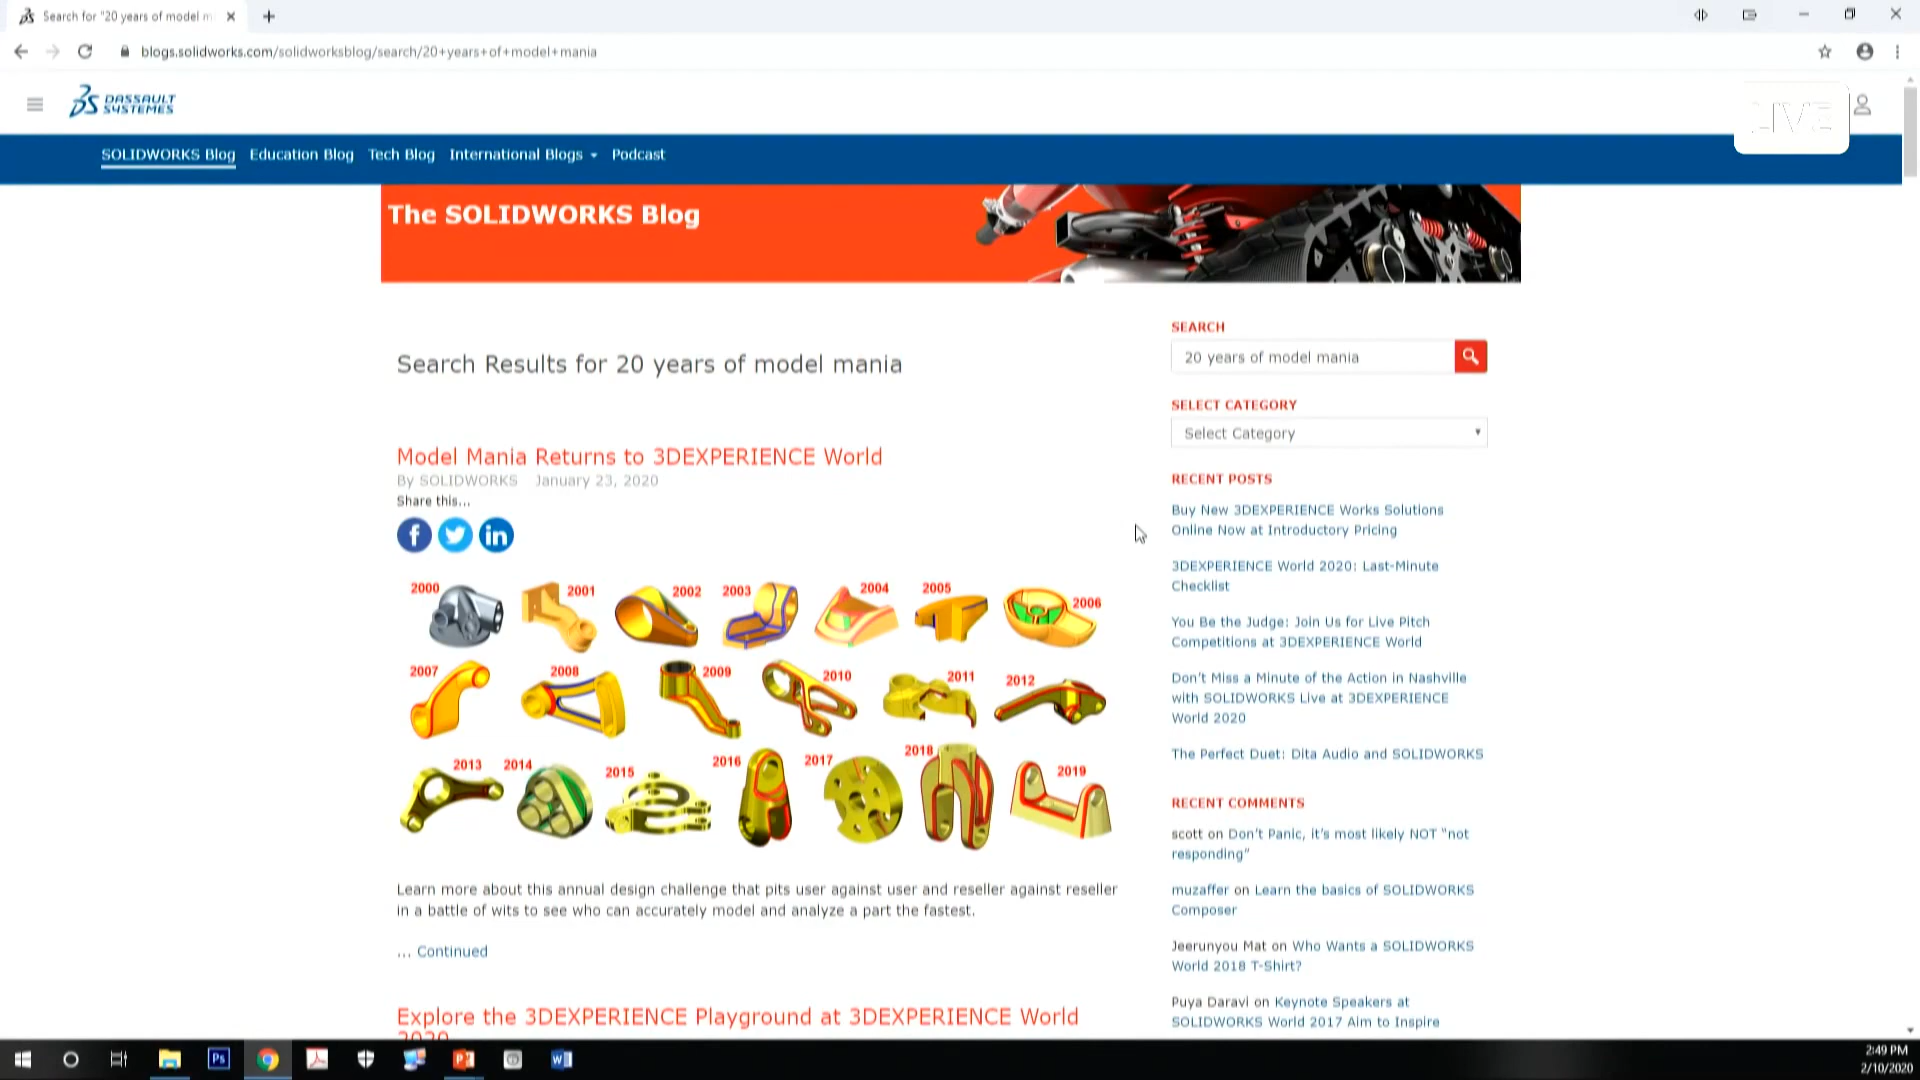 Search for "20 years of model m
blogs.solidworks.com/solidworksblog/search/20+years+of+model+mania
DASSAULT
SYSTEMES
LIVE
SOLIDWORKS Blog
Education Blog
Tech Blog
International Blogs
Podcast
The SOLIDWORKS Blog
Search Results for 20 years of model mania
Model Mania Returns to 3DEXPERIENCE World
By SOLIDWORKS January 23, 2020
Share this...
2000
2001
2002
2003
2004
2005
2006
2007
2008
2009
2010
2011
2012
2013
2014
2015
2016
2017
2018
2019
Learn more about this annual design challenge that pits user against user and reseller against reseller
in a battle of wits to see who can accurately model and analyze a part the fastest.
... Continued
Explore the 3DEXPERIENCE Playground at 3DEXPERIENCE World
2020
SEARCH
20 years of model mania
SELECT CATEGORY
Select Category
RECENT POSTS
Buy New 3DEXPERIENCE Works Solutions
Online Now at Introductory Pricing
3DEXPERIENCE World 2020: Last-Minute
Checklist
You Be the Judge: Join Us for Live Pitch
Competitions at 3DEXPERIENCE World
Don't Miss a Minute of the Action in Nashville
with SOLIDWORKS Live at 3DEXPERIENCE
World 2020
The Perfect Duet: Dita Audio and SOLIDWORKS
RECENT COMMENTS
scott on Don't Panic, it's most likely NOT "not
responding"
muzaffer on Learn the basics of SOLIDWORKS
Composer
Jeerunyou Mat on Who Wants a SOLIDWORKS
World 2018 T-Shirt?
Puya Daravi on Keynote Speakers at
SOLIDWORKS World 2017 Aim to Inspire
2:49 PM
2/10/2020